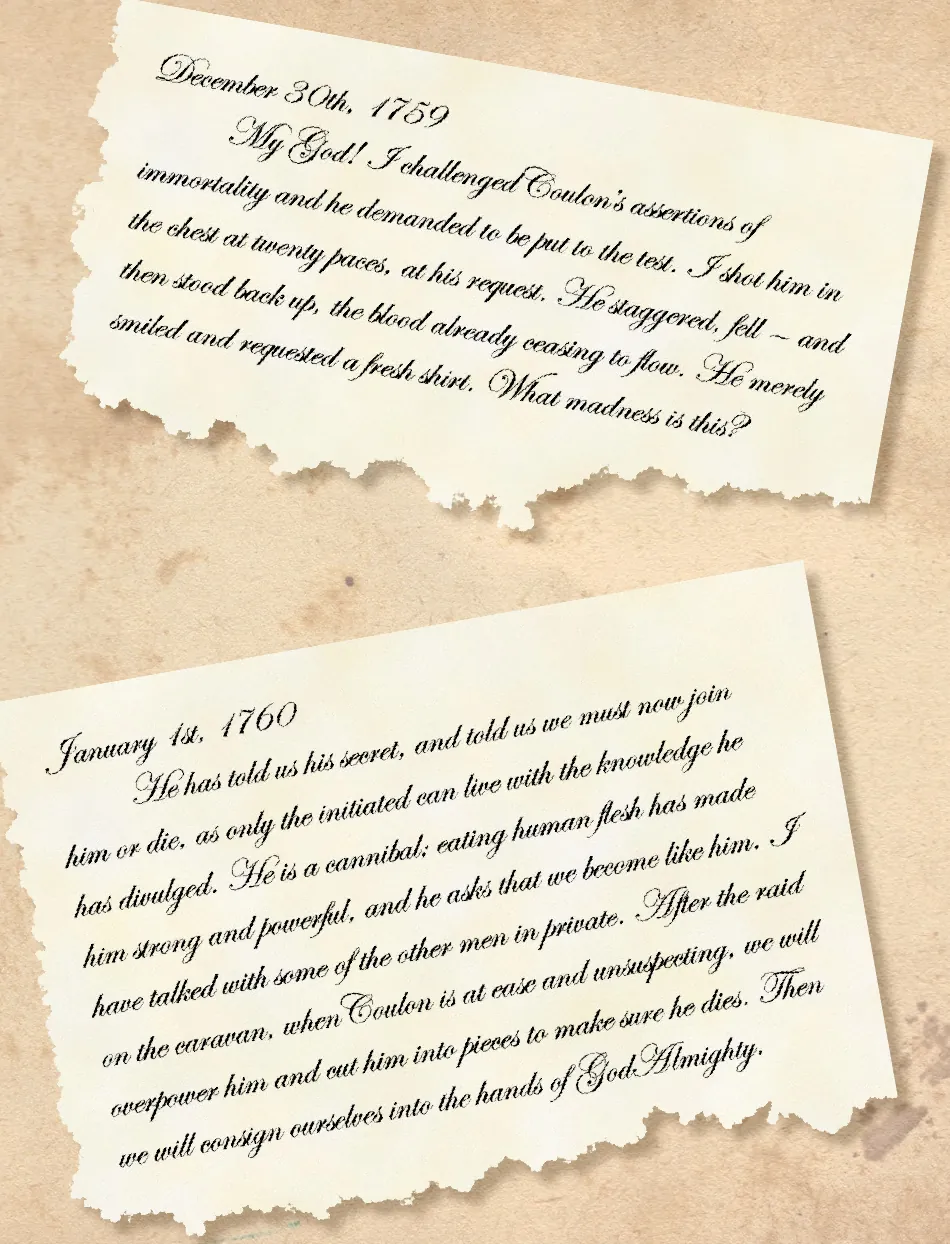 December 30th, 1759
My God! I challenged Coulon's assertions of
immortality and he demanded to be put to the test. I shot him in
the chest at twenty paces, at his request. He staggered, fell ~ and
then stood back up, the blood already ceasing to flow. He merely
smiled and requested a fresh shirt. What madness is this?
January 1st, 1760
He has told us his secret, and told us we must now join
him or die, as only the initiated can live with the knowledge he
has divulged. He is a cannibal; eating human flesh has made
him strong and powerful, and he asks that we become like him. I
have talked with some of the other men in private. After the raid
on the caravan, when Coulon is at ease and unsuspecting, we will
overpower him and cut him into pieces to make sure he dies. Then
we will consign ourselves into the hands of God Almighty.